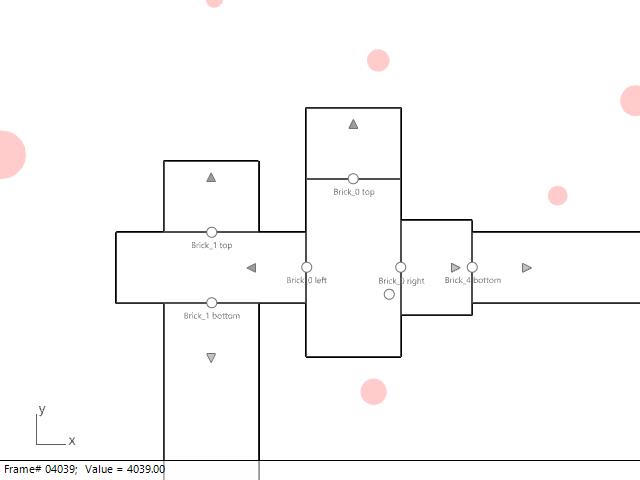 Brick_0 top
Brick_1 top
Brick_0 left
Brick_0 right
Brick_4 bottom
Brick_1 bottom
y
x
Frame# 04039; Value = 4039.00